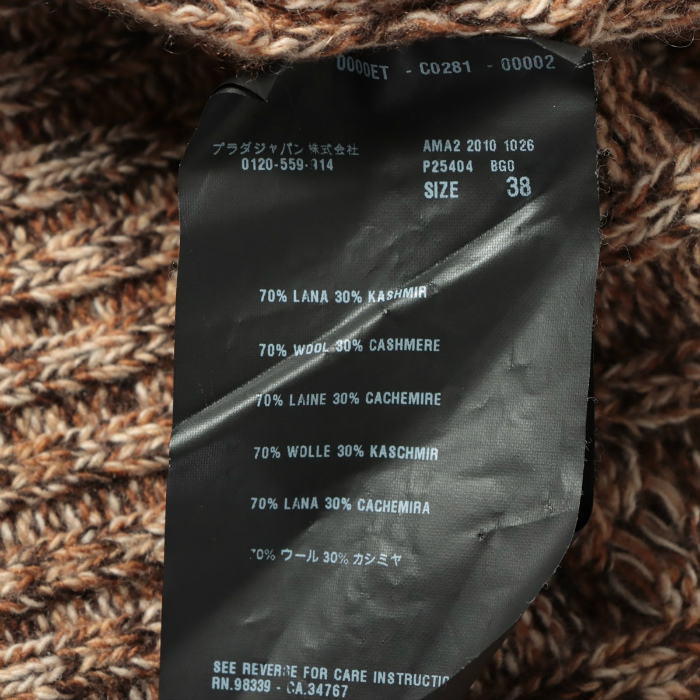 0000ET - C0281 - 00002
プラダジャパン 株式会社
0120-559-914
AMA2 2010 1026
P25404 BG0
SIZE 38
70% LANA 30% KASHMIR
70% WOOL 30% CASHMERE
70% LAINE 30% CACHEMIRE
70% WOLLE 30% KASCHMIR
70% LANA 30% CACHEMIRA
70% ウール 30% カシミヤ
SEE REVERSE FOR CARE INSTRUCTIO
RN.98339 - CA.34767